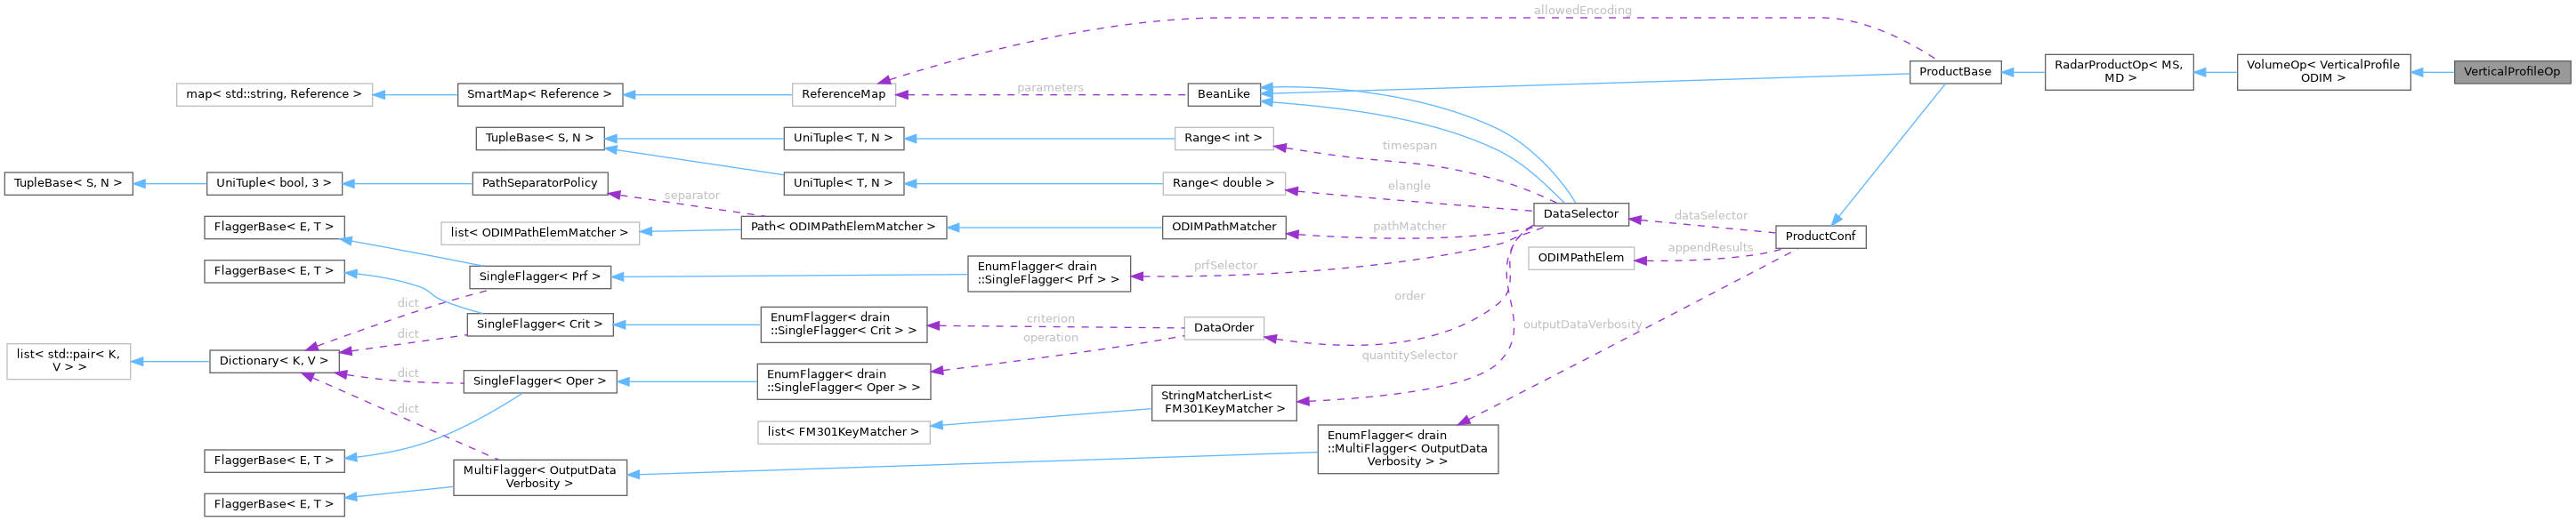 allowedEncoding
ProductBase
RadarProductOp< MS,
MD >
VolumeOp< VerticalProfile
ODIM >
VerticalProfileOp
map< std::string, Reference >
SmartMap< Reference >
ReferenceMap
parameters
BeanLike
TupleBase< S, N >
UniTuple< T, N >
Range< int >
timespan
TupleBase< S, N >
UniTuple< bool, 3 >
PathSeparatorPolicy
separator
UniTuple< T, N >
Range< double >
elangle
DataSelector
dataSelector
ProductConf
FlaggerBase< E, T >
list< ODIMPathElemMatcher >
Path< ODIMPathElemMatcher >
ODIMPathMatcher
pathMatcher
appendResults
ODIMPathElem
FlaggerBase< E, T >
SingleFlagger< Prf >
EnumFlagger< drain
::SingleFlagger< Prf > >
prfSelector
order
dict
SingleFlagger< Crit >
EnumFlagger< drain
::SingleFlagger< Crit > >
criterion
DataOrder
outputDataVerbosity
dict
operation
quantitySelector
list< std::pair< K,
V > >
Dictionary< K, V >
dict
SingleFlagger< Oper >
EnumFlagger< drain
::SingleFlagger< Oper > >
dict
StringMatcherList<
FM301KeyMatcher >
list< FM301KeyMatcher >
EnumFlagger< drain
::MultiFlagger< OutputData
Verbosity > >
FlaggerBase< E, T >
MultiFlagger< OutputData
Verbosity >
FlaggerBase< E, T >